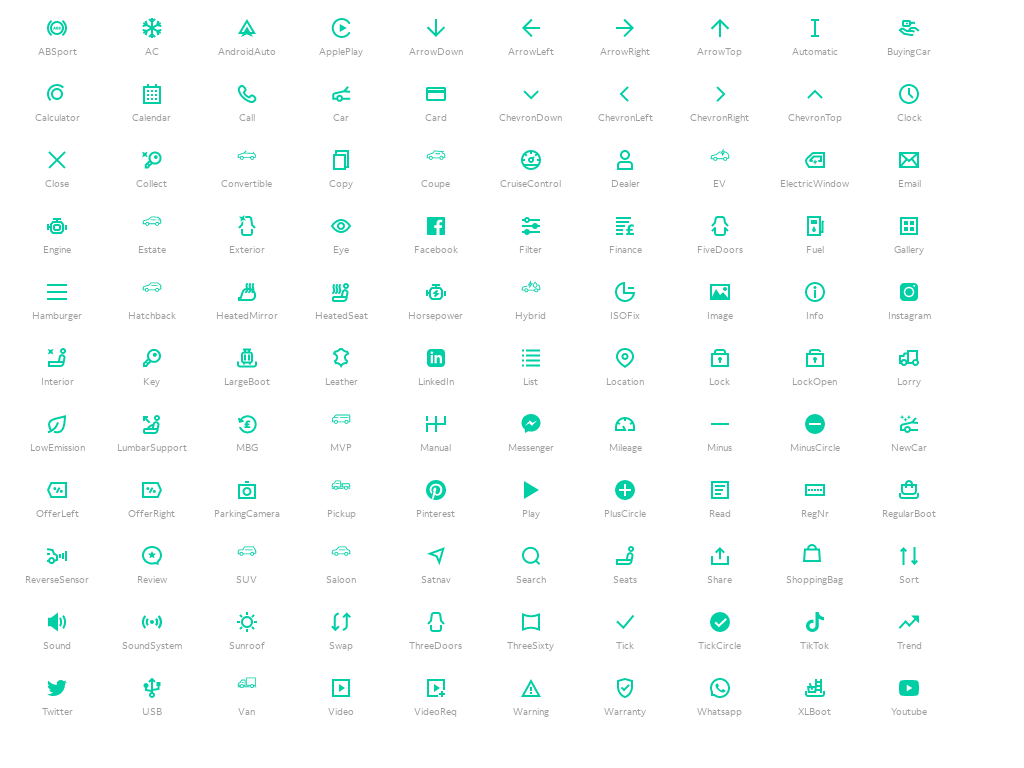 ABSport AC AndroidAuto ApplePlay ArrowDown ArrowLeft ArrowRight ArrowTop Automatic BuyingCar
Calculator Calendar Call Car Card ChevronDown ChevronLeft ChevronRight ChevronTop Clock
Close Collect Convertible Copy Coupe CruiseControl Dealer EV ElectricWindow Email
Engine Estate Exterior Eye Facebook Filter Finance FiveDoors Fuel Gallery
Hamburger Hatchback HeatedMirror HeatedSeat Horsepower Hybrid ISOFix Image Info Instagram
Interior Key LargeBoot Leather LinkedIn List Location Lock LockOpen Lorry
LowEmission LumbarSupport MBG MVP Manual Messenger Mileage Minus MinusCircle NewCar
OfferLeft OfferRight ParkingCamera Pickup Pinterest Play PlusCircle Read RegNr RegularBoot
ReverseSensor Review SUV Saloon Satnav Search Seats Share ShoppingBag Sort
Sound SoundSystem Sunroof Swap ThreeDoors ThreeSixty Tick TickCircle TikTok Trend
Twitter USB Van Video VideoReq Warning Warranty Whatsapp XLBoot Youtube